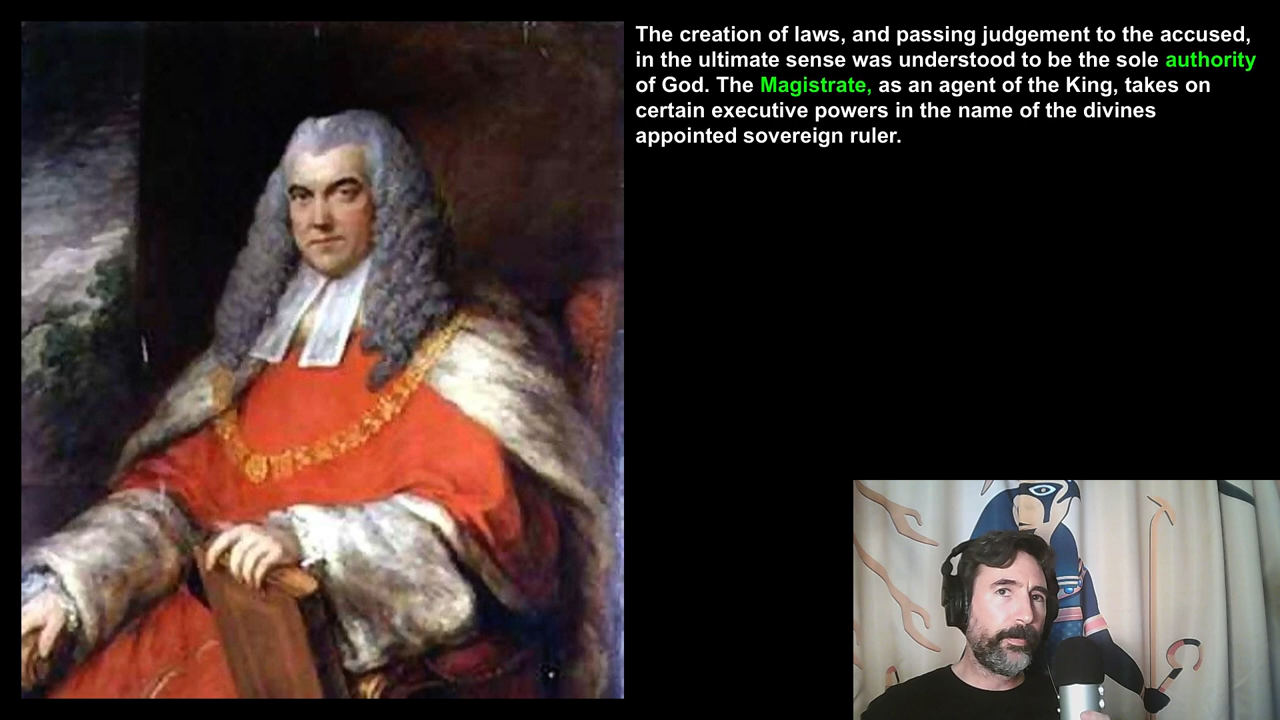 The creation of laws, and passing judgement to the accused,
in the ultimate sense was understood to be the sole authority
of God. The Magistrate, as an agent of the King, takes on
certain executive powers in the name of the divines
appointed sovereign ruler.